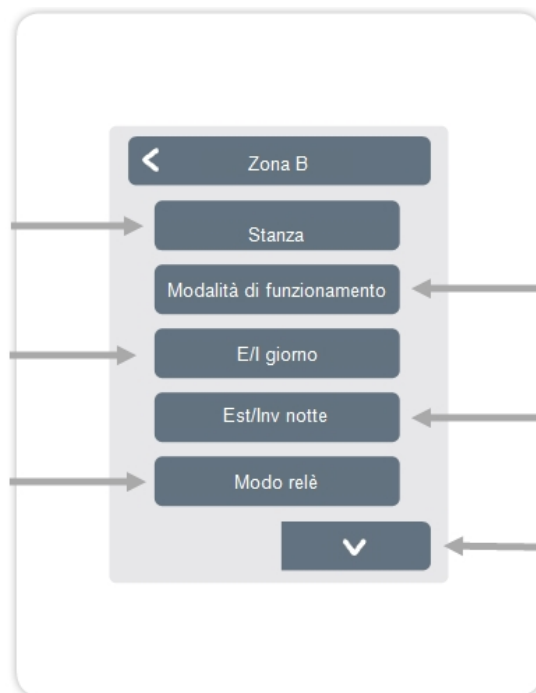 Zona B
Stanza
Modalità di funzionamento
E/I giorno
Est/Inv notte
Modo relè